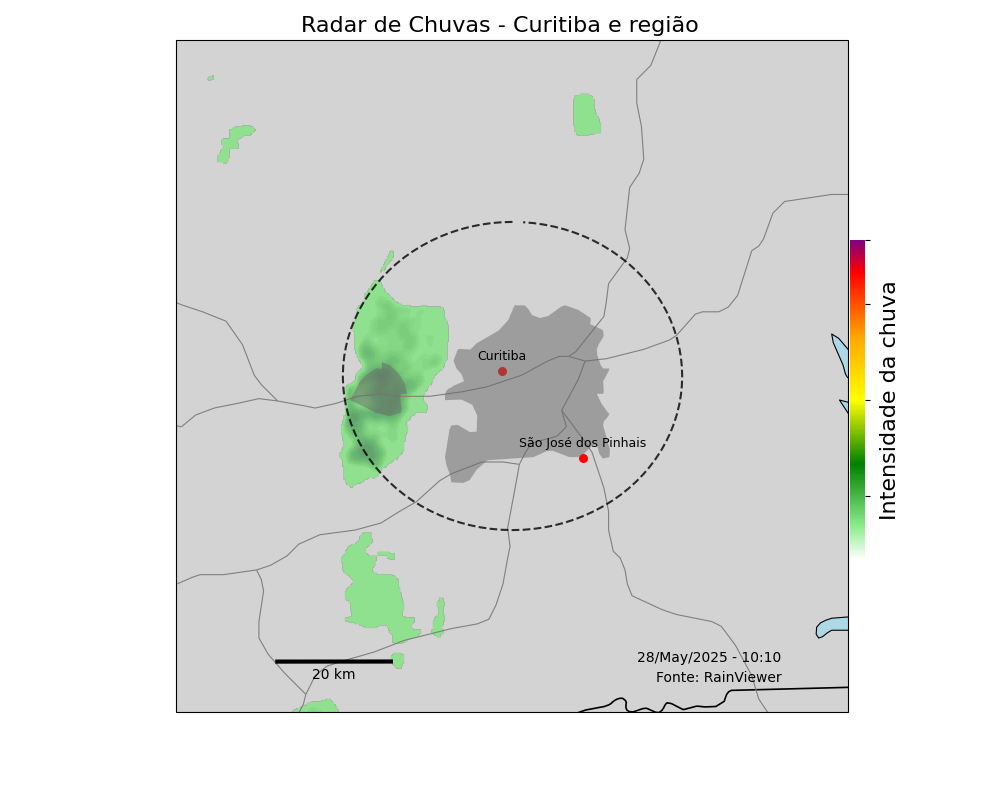 Radar de Chuvas - Curitiba e região
Curitiba
São José dos Pinhais
Intensidade da chuva
20 km
28/May/2025 - 10:10
Fonte: RainViewer